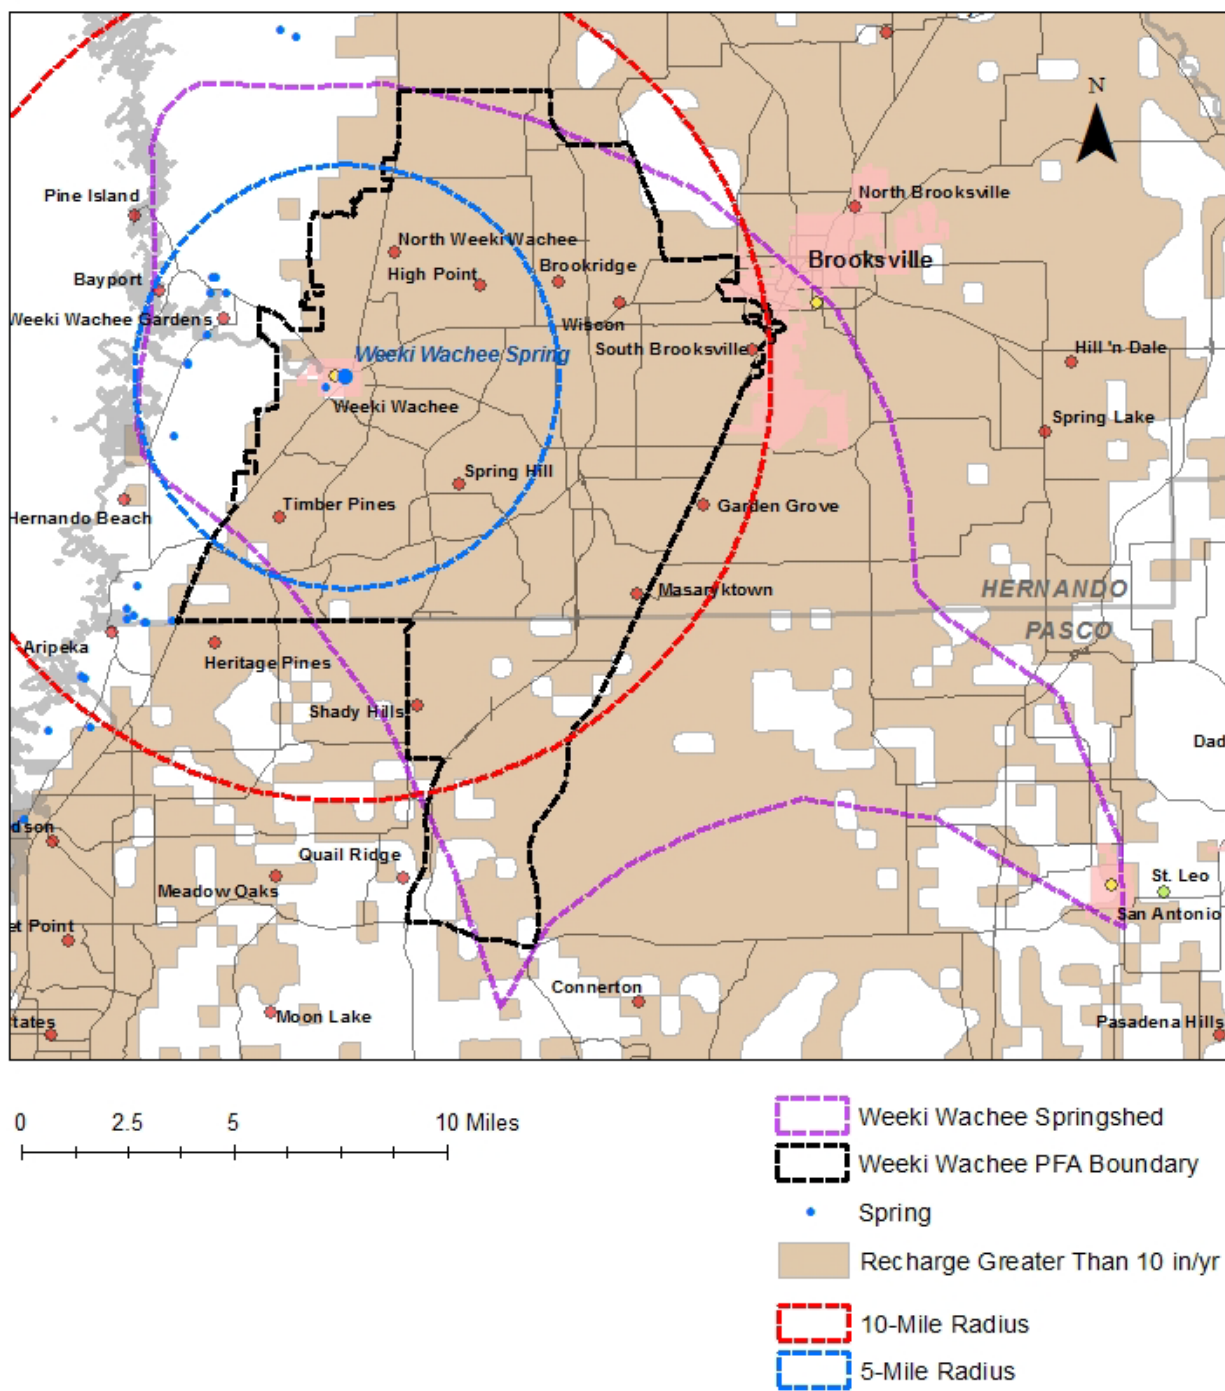 N
Pine Island
North Brooksville
North Weeki Wachee
Brooksville
High Point
Brookridge
Bayport
Weeki Wachee Gardens
Wiscon
South Brooksville
Hill 'n Dale
Weeki Wachee Spring
Weeki Wachee
Spring Lake
Spring Hill
Timber Pines
Garden Grove
Hernando Beach
HERNANDO
Masaryktown
PASCO
Aripeka
Heritage Pines
Shady Hills
Dad
dson
Quail Ridge
St. Leo
Meadow Oaks
San Antonio
et Point
Connerton
Moon Lake
tates
Pasadena Hills
0 2.5 5 10 Miles
Weeki Wachee Springshed
Weeki Wachee PFA Boundary
Spring
Recharge Greater Than 10 in/yr
10-Mile Radius
5-Mile Radius